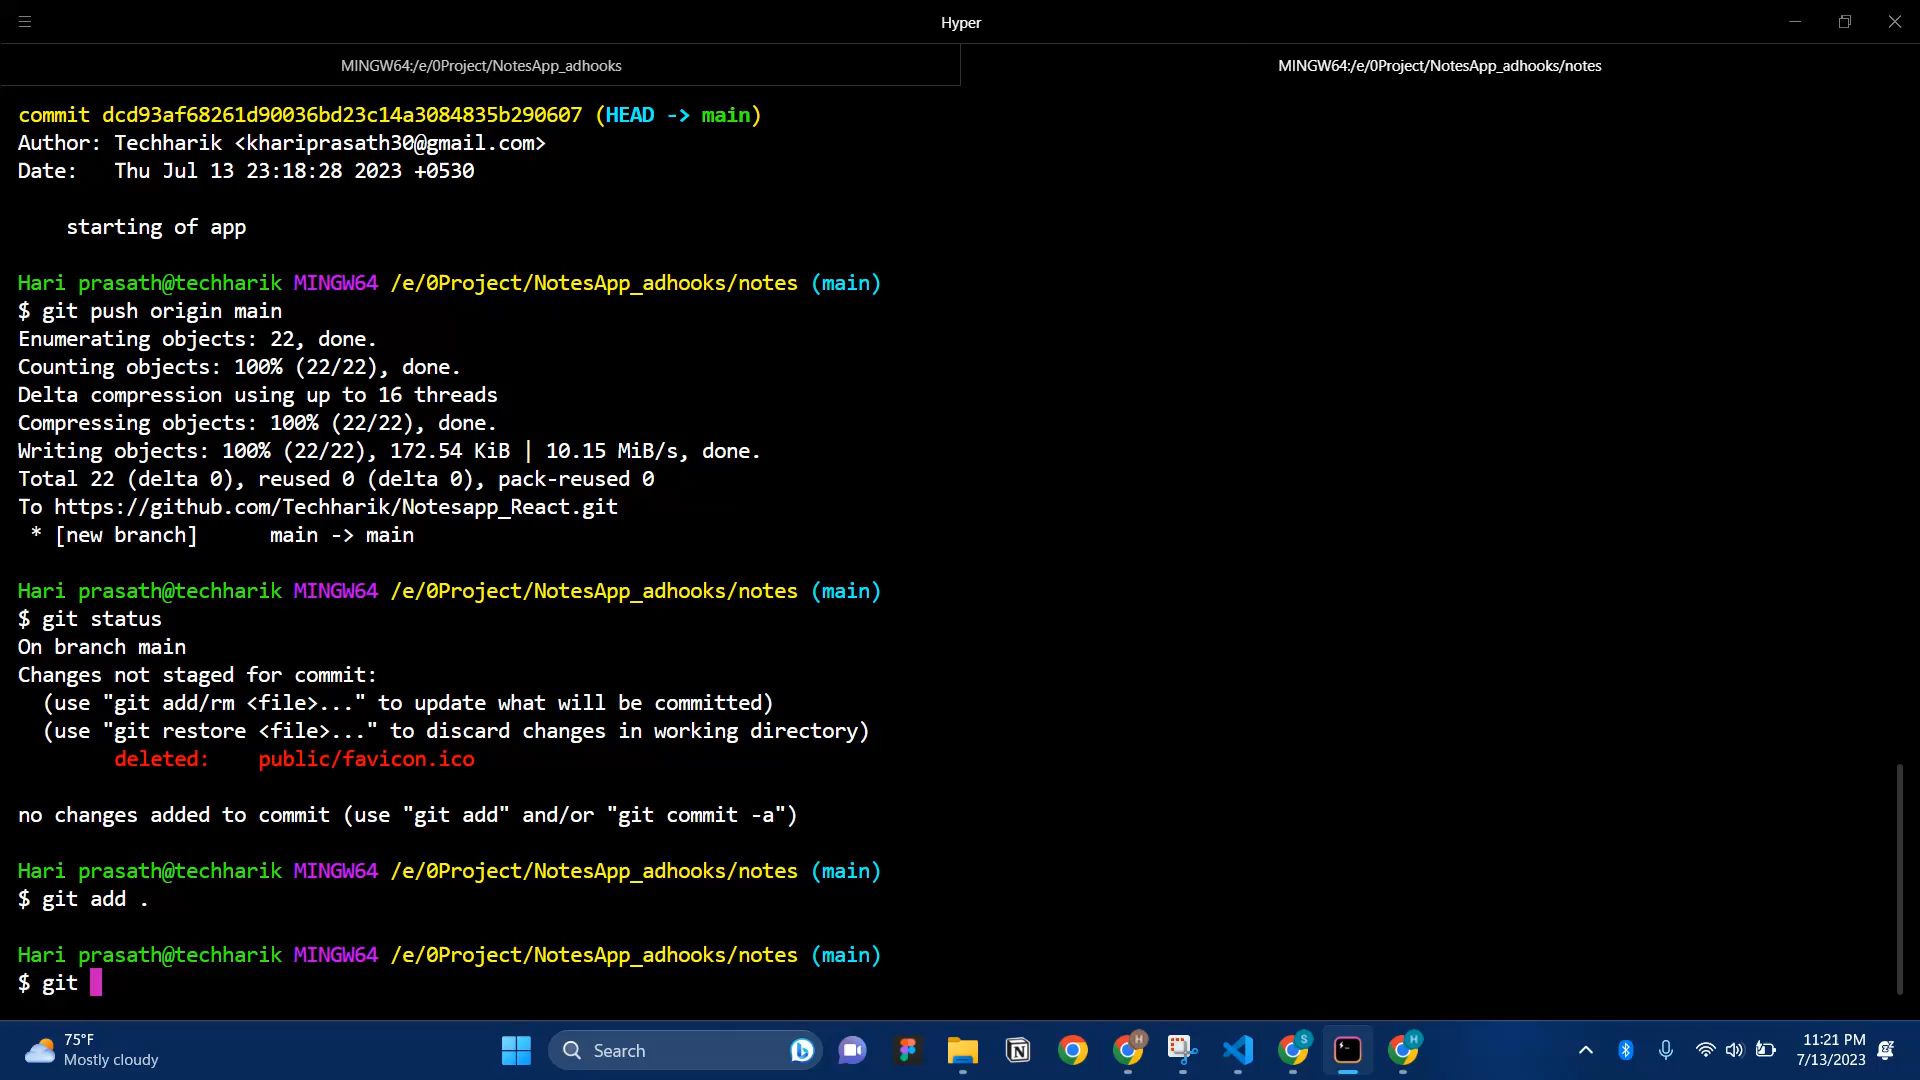 Hyper
MINGW64:/e/0Project/NotesApp_adhooks
MINGW64:/e/0Project/NotesApp_adhooks/notes
commit dcd93af68261d90036bd23c14a3084835b290607 (HEAD -> main)
Author: Techharik <khariprasath30@gmail.com>
Date:   Thu Jul 13 23:18:28 2023 +0530
    starting of app
Hari prasath@techharik MINGW64 /e/0Project/NotesApp_adhooks/notes (main)
$ git push origin main
Enumerating objects: 22, done.
Counting objects: 100% (22/22), done.
Delta compression using up to 16 threads
Compressing objects: 100% (22/22), done.
Writing objects: 100% (22/22), 172.54 KiB | 10.15 MiB/s, done.
Total 22 (delta 0), reused 0 (delta 0), pack-reused 0
To https://github.com/Techharik/Notesapp_React.git
 * [new branch]      main -> main
Hari prasath@techharik MINGW64 /e/0Project/NotesApp_adhooks/notes (main)
$ git status
On branch main
Changes not staged for commit:
  (use "git add/rm <file>..." to update what will be committed)
  (use "git restore <file>..." to discard changes in working directory)
        deleted:    public/favicon.ico
no changes added to commit (use "git add" and/or "git commit -a")
Hari prasath@techharik MINGW64 /e/0Project/NotesApp_adhooks/notes (main)
$ git add .
Hari prasath@techharik MINGW64 /e/0Project/NotesApp_adhooks/notes (main)
$ git
75°F
Mostly cloudy
Search
H
S
H
11:21 PM
7/13/2023